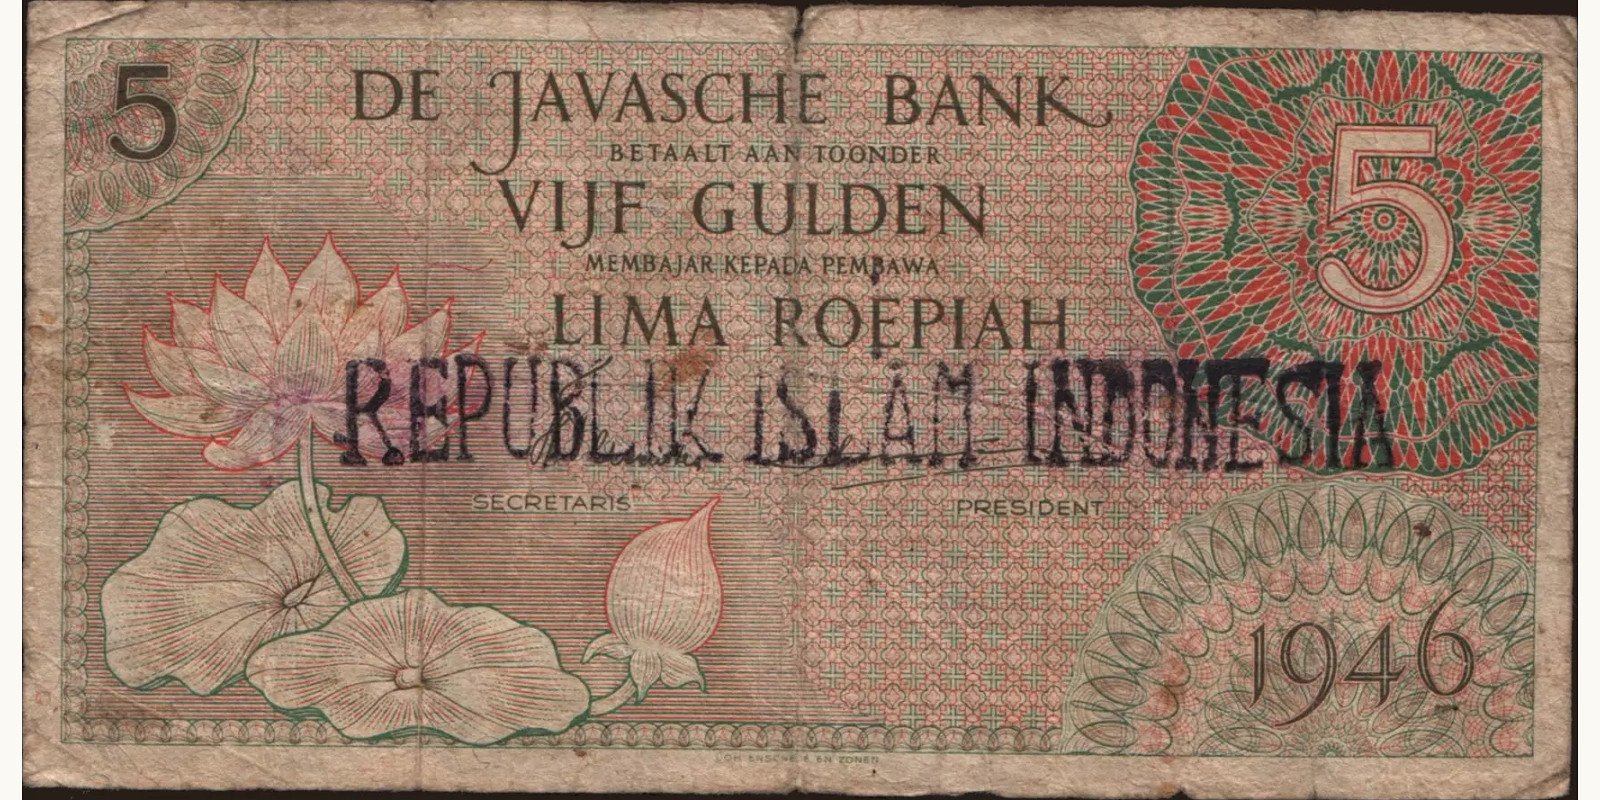 5
DE JAVASCHE BANK
BETAALT AAN TOONDER
VIJF GULDEN
MEMBAJAR KEPADA PEMBAWA
LIMA ROEPIAH
5
REPUBLIK ISLAM INDONESIA
SECRETARIS
PRESIDENT
1946
JOH. ENSCHEDÉ EN ZONEN